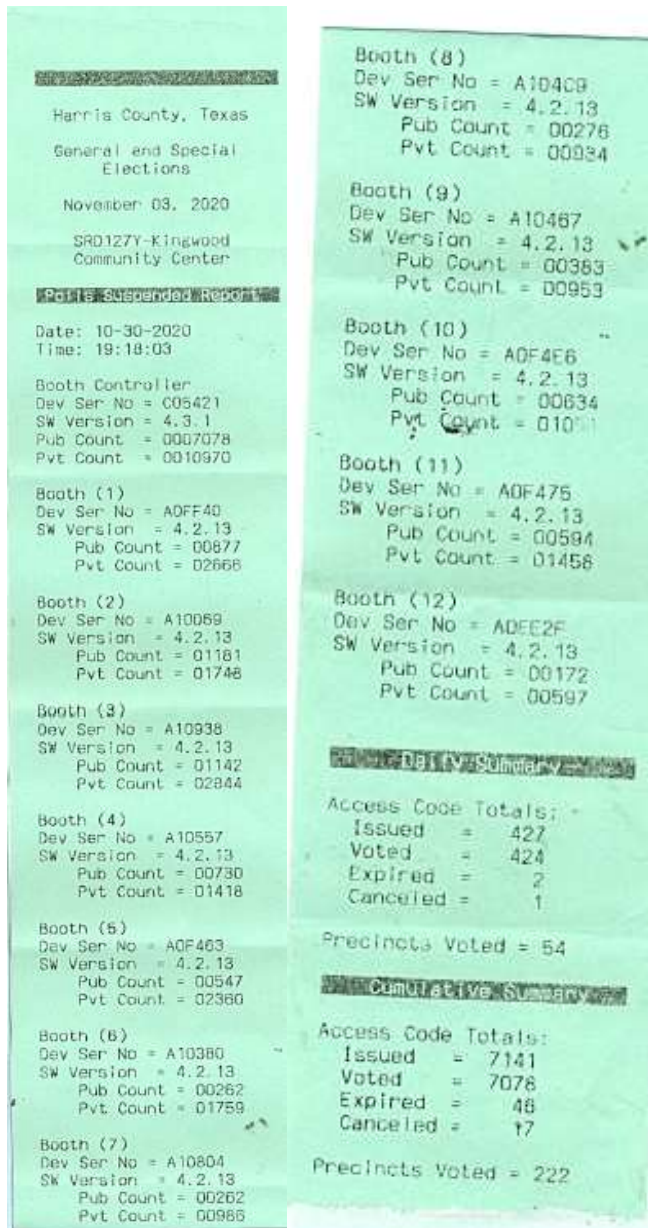 Harris County, Texas
General and Special
Elections
November 03, 2020
SRD127Y-Kingwood
Community Center
Polls Suspended Report
Date: 10-30-2020
Time: 19:18:03
Booth Controller
Dev Ser No = C05421
SW Version = 4.3.1
Pub Count = 0007078
Pvt Count = 0010970
Booth (1)
Dev Ser No = A0FF40
SW Version = 4.2.13
Pub Count = 00877
Pvt Count = 02666
Booth (2)
Dev Ser No = A10069
SW Version = 4.2.13
Pub Count = 01181
Pvt Count = 01746
Booth (3)
Dev Ser No = A10938
SW Version = 4.2.13
Pub Count = 01142
Pvt Count = 02844
Booth (4)
Dev Ser No = A10557
SW Version = 4.2.13
Pub Count = 00730
Pvt Count = 01418
Booth (5)
Dev Ser No = A0F463
SW Version = 4.2.13
Pub Count = 00547
Pvt Count = 02360
Booth (6)
Dev Ser No = A10380
SW Version = 4.2.13
Pub Count = 00262
Pvt Count = 01759
Booth (7)
Dev Ser No = A10804
SW Version = 4.2.13
Pub Count = 00262
Pvt Count = 00986
Booth (8)
Dev Ser No = A104C9
SW Version = 4.2.13
Pub Count = 00276
Pvt Count = 00934
Booth (9)
Dev Ser No = A10467
SW Version = 4.2.13
Pub Count = 00383
Pvt Count = 00953
Booth (10)
Dev Ser No = A0F4E6
SW Version = 4.2.13
Pub Count = 00634
Pvt Count =
Booth (11)
Dev Ser No = A0F475
SW Version = 4.2.13
Pub Count = 00594
Pvt Count = 01458
Booth (12)
Dev Ser No = A0EE2F
SW Version = 4.2.13
Pub Count = 00172
Pvt Count = 00597
Daily Summary
Access Code Totals:
Issued = 427
Voted = 424
Expired = 2
Canceled = 1
Precincts Voted = 54
Cumulative Summary
Access Code Totals:
Issued = 7141
Voted = 7078
Expired = 46
Canceled = 17
Precincts Voted = 222